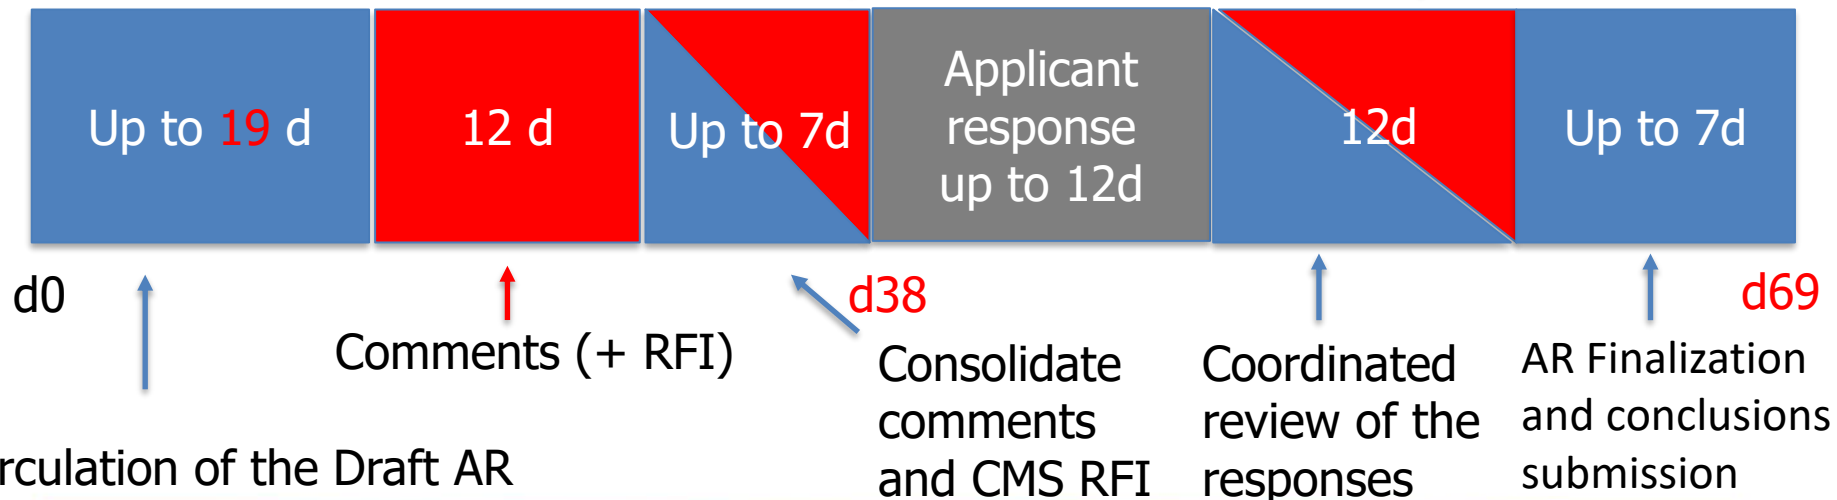 Up to 19 d
12 d
Up to 7d
Applicant
response
up to 12d
12d
Up to 7d
d0
d38
d69
Comments (+ RFI)
Consolidate
comments
and CMS RFI
Coordinated
review of the
responses
AR Finalization
and conclusions
submission
of the Draft AR